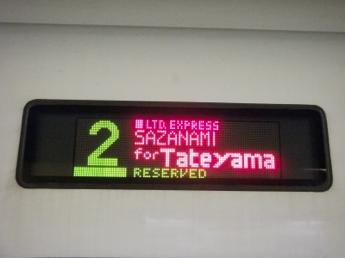 2
LTD. EXPRESS
SAZANAMI
for Tateyama
RESERVED